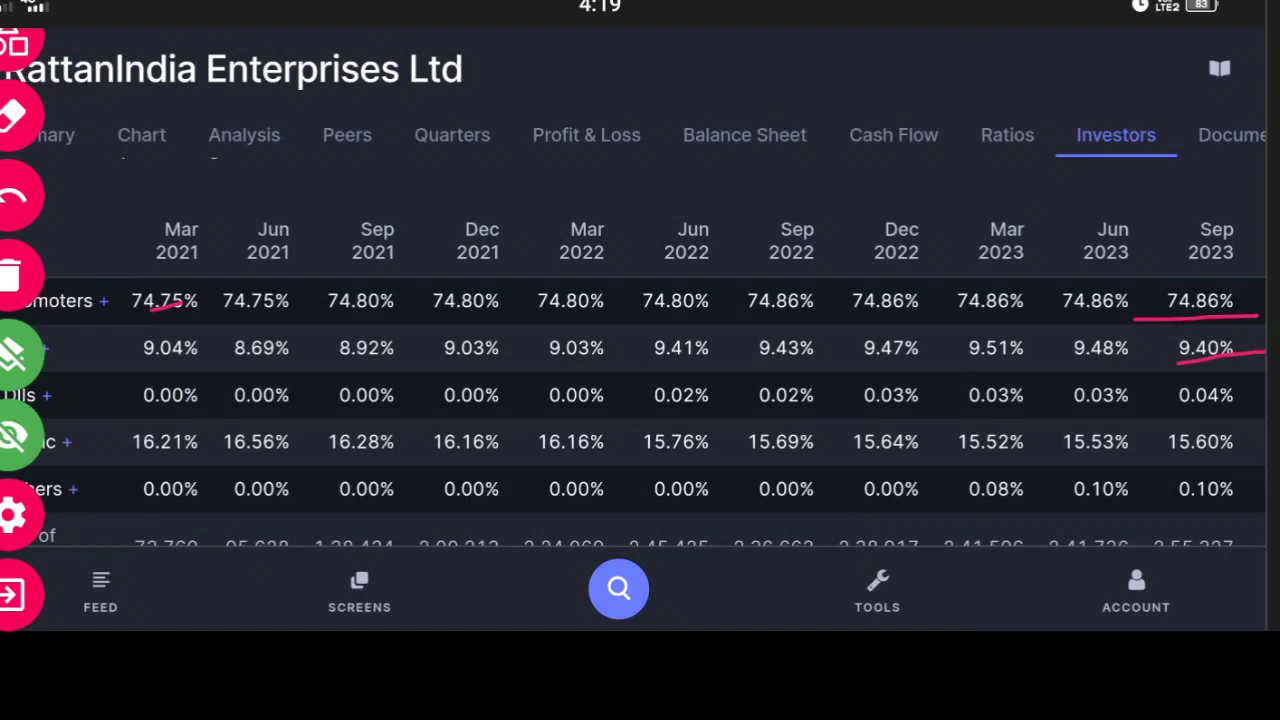 4:19
LTE2 83
RattanIndia Enterprises Ltd
mary Chart Analysis Peers Quarters Profit & Loss Balance Sheet Cash Flow Ratios Investors Docume
Mar 2021 Jun 2021 Sep 2021 Dec 2021 Mar 2022 Jun 2022 Sep 2022 Dec 2022 Mar 2023 Jun 2023 Sep 2023
omoters + 74.75% 74.75% 74.80% 74.80% 74.80% 74.80% 74.86% 74.86% 74.86% 74.86% 74.86%
9.04% 8.69% 8.92% 9.03% 9.03% 9.41% 9.43% 9.47% 9.51% 9.48% 9.40%
DIIs + 0.00% 0.00% 0.00% 0.00% 0.00% 0.02% 0.02% 0.03% 0.03% 0.03% 0.04%
ic + 16.21% 16.56% 16.28% 16.16% 16.16% 15.76% 15.69% 15.64% 15.52% 15.53% 15.60%
hers + 0.00% 0.00% 0.00% 0.00% 0.00% 0.00% 0.00% 0.00% 0.08% 0.10% 0.10%
of
FEED SCREENS TOOLS ACCOUNT